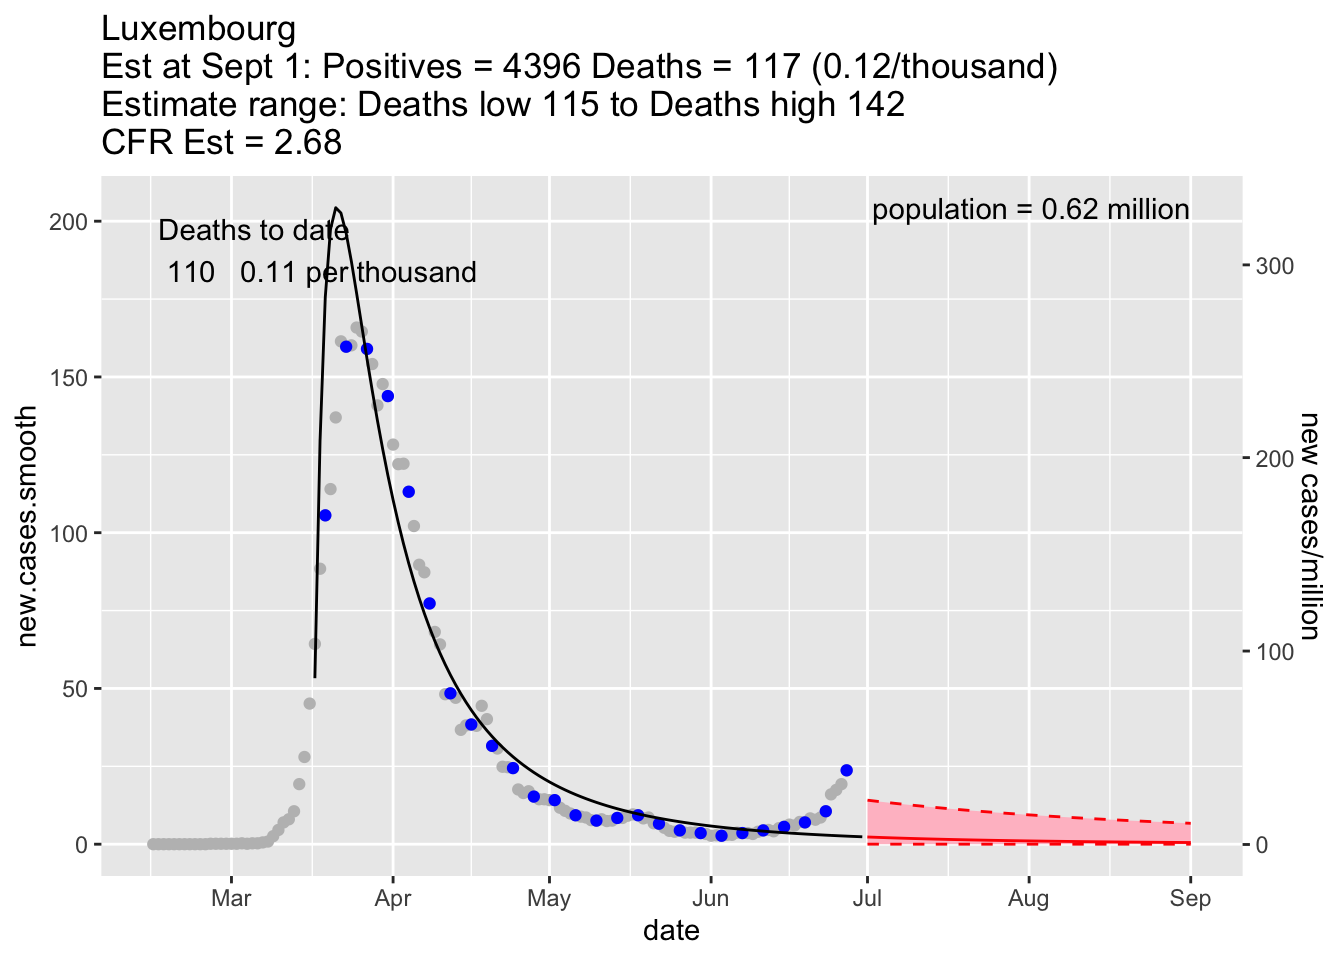 Luxembourg
Est at Sept 1: Positives = 4396 Deaths = 117 (0.12/thousand)
Estimate range: Deaths low 115 to Deaths high 142
CFR Est = 2.68
population = 0.62 million
Deaths to date
110 0.11 per thousand
200
150
100
50
0
new.cases.smooth
300
200
100
0
new cases/million
Mar Apr May Jun Jul Aug Sep
date